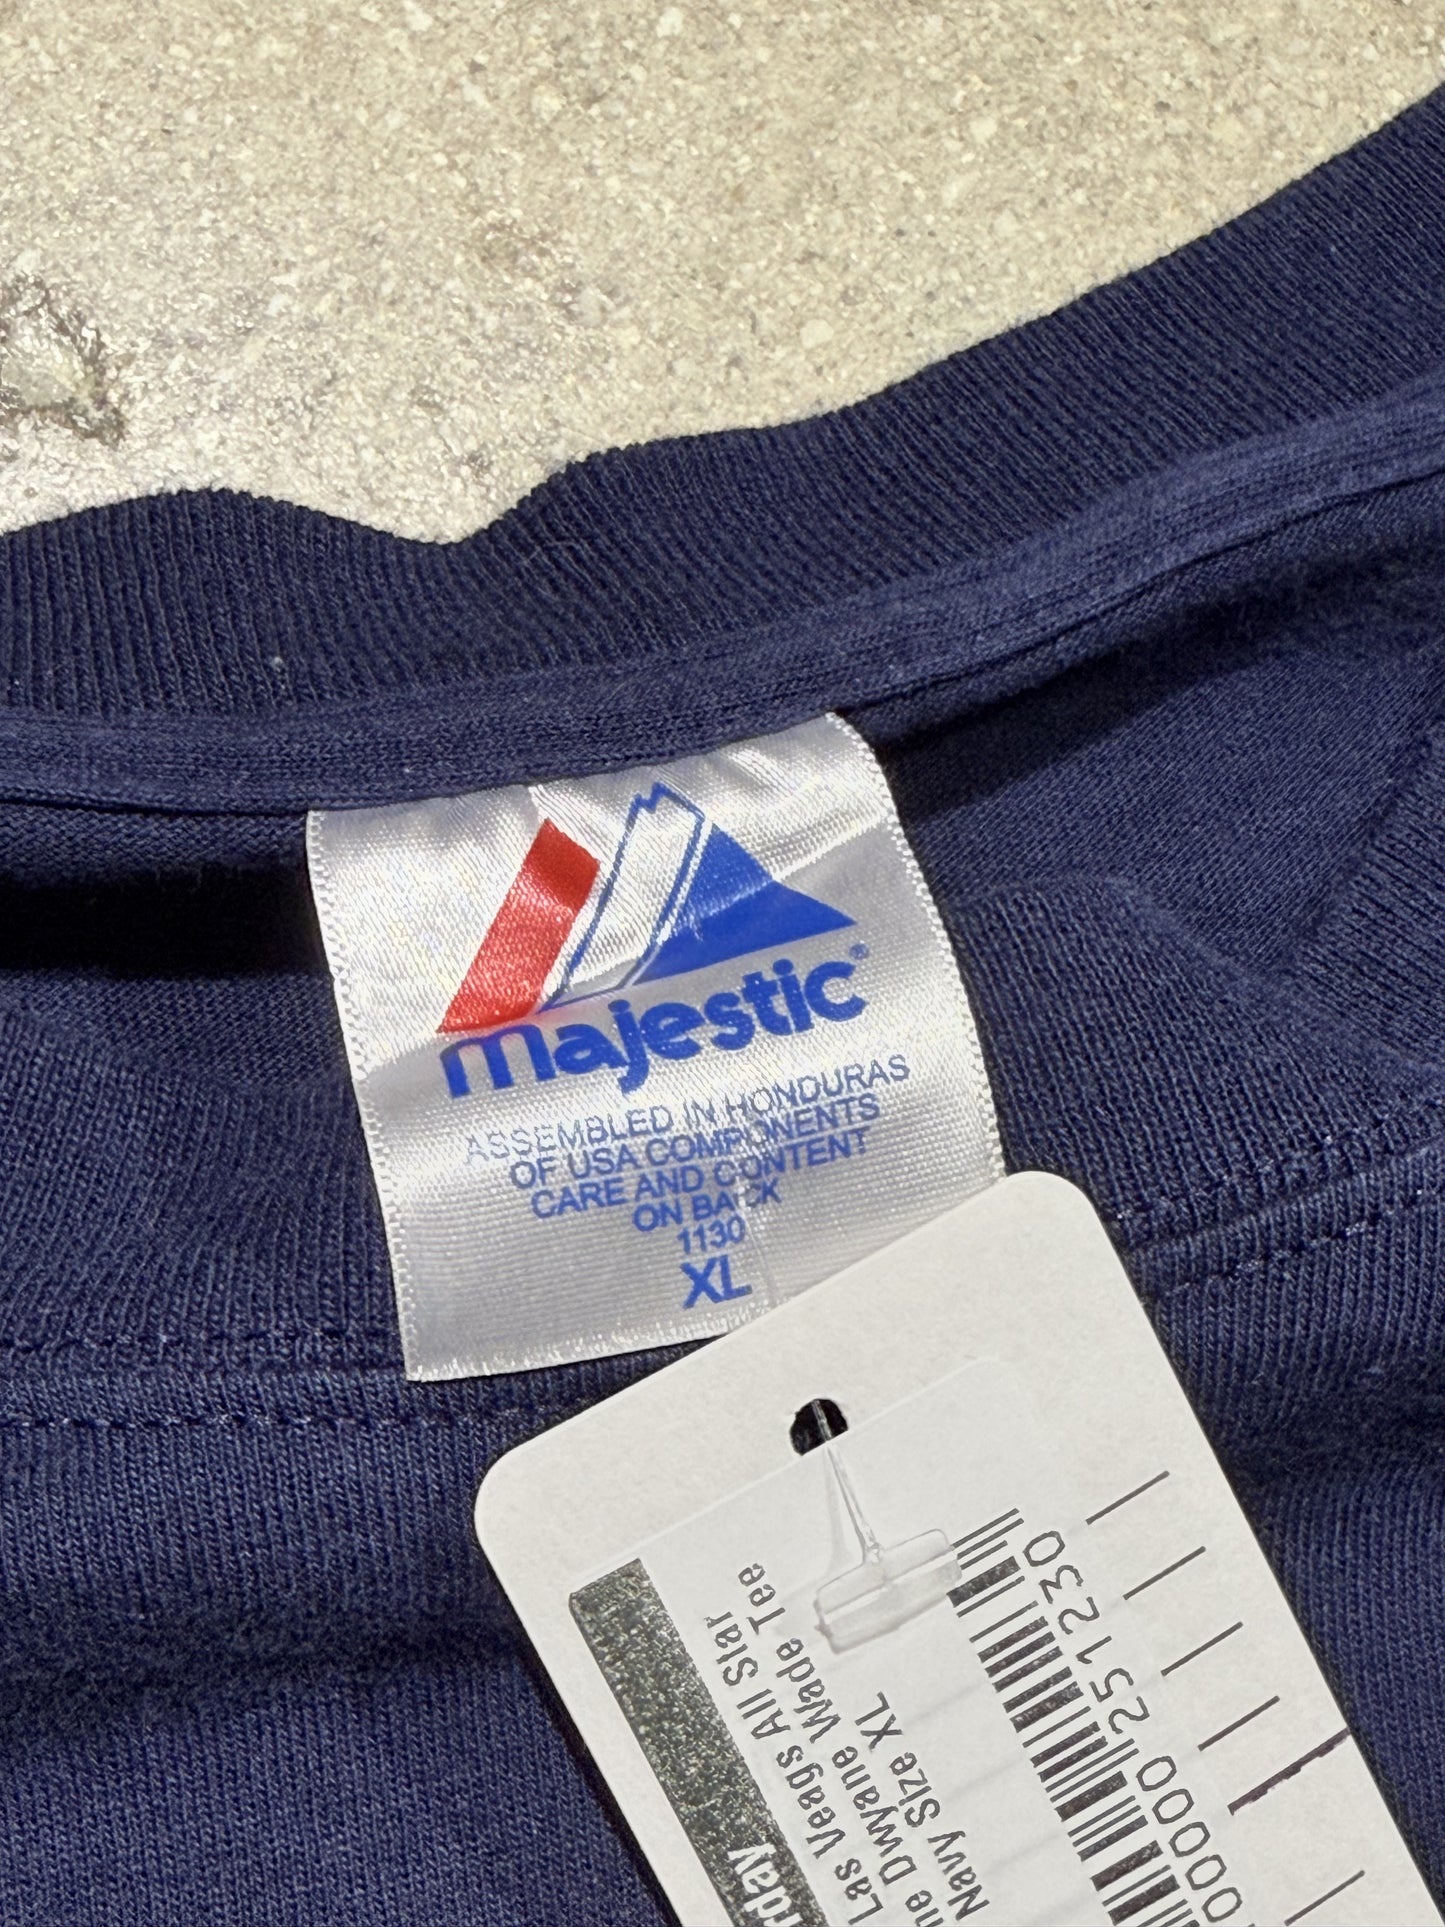 majestic®
ASSEMBLED IN HONDURAS
OF USA COMPONENTS
CARE AND CONTENT
ON BACK
1130
XL
Las Veags All Star
Dwyane Wade Tee
Navy Size XL
251230